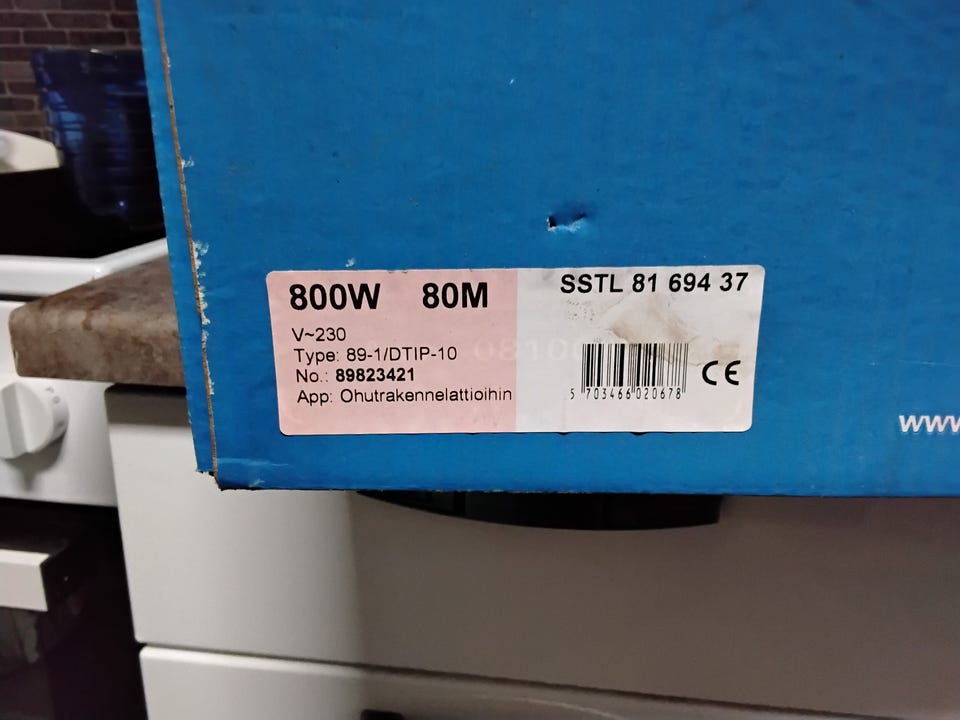 800W 80M
SSTL 81 694 37
V~230
Type: 89-1/DTIP-10
No.: 89823421
App: Ohutrakennelattioihin
5 703466 020678
CE
www